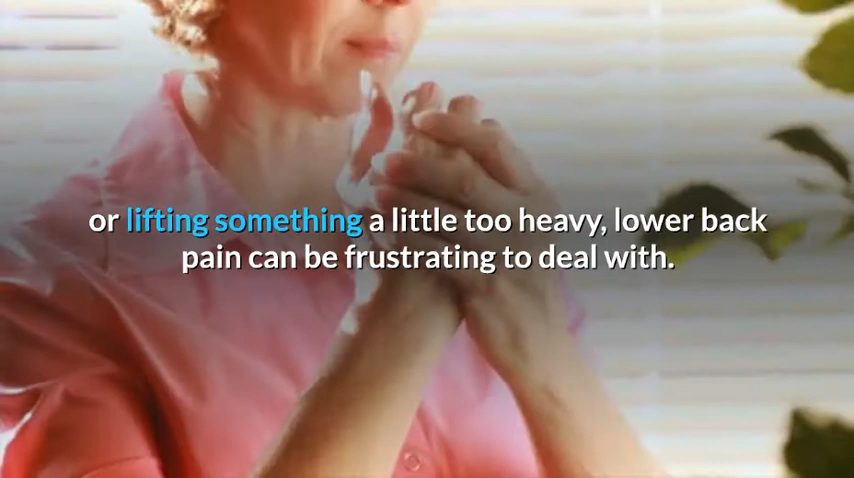 or lifting something a little too heavy, lower back
pain can be frustrating to deal with.